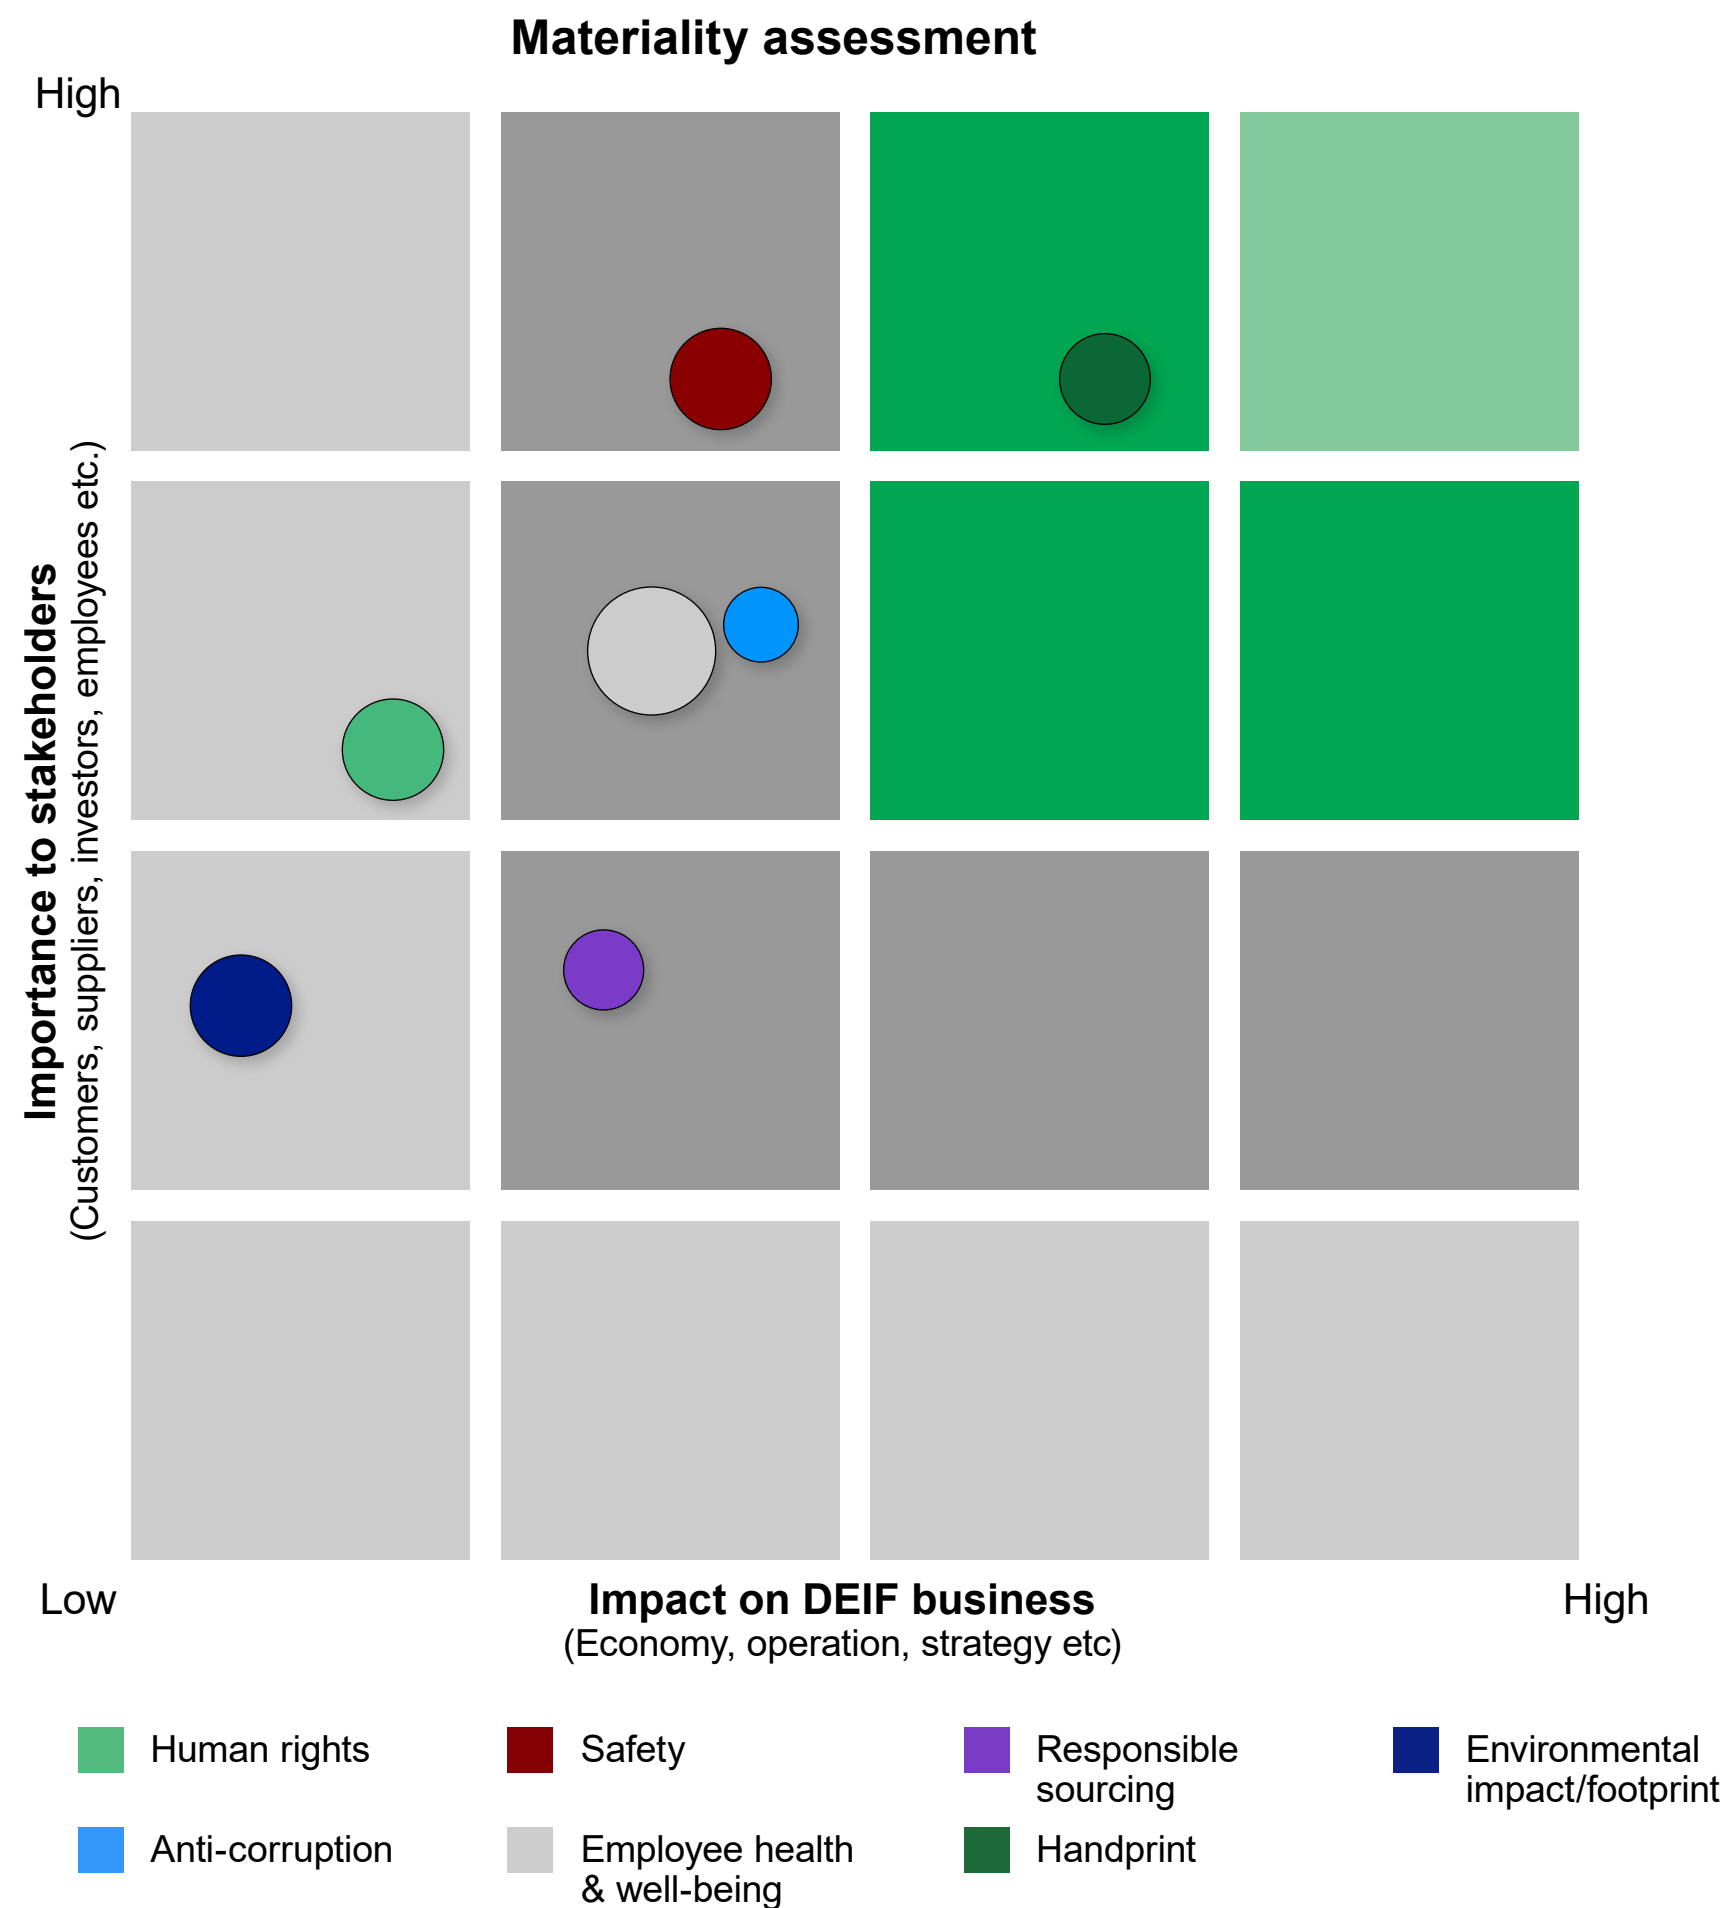 Materiality assessment
High
Importance to stakeholders
(Customers, suppliers, investors, employees etc.)
Low
Impact on DEIF business
High
(Economy, operation, strategy etc)
Human rights
Safety
Responsible
sourcing
Environmental
impact/footprint
Anti-corruption
Employee health
& well-being
Handprint